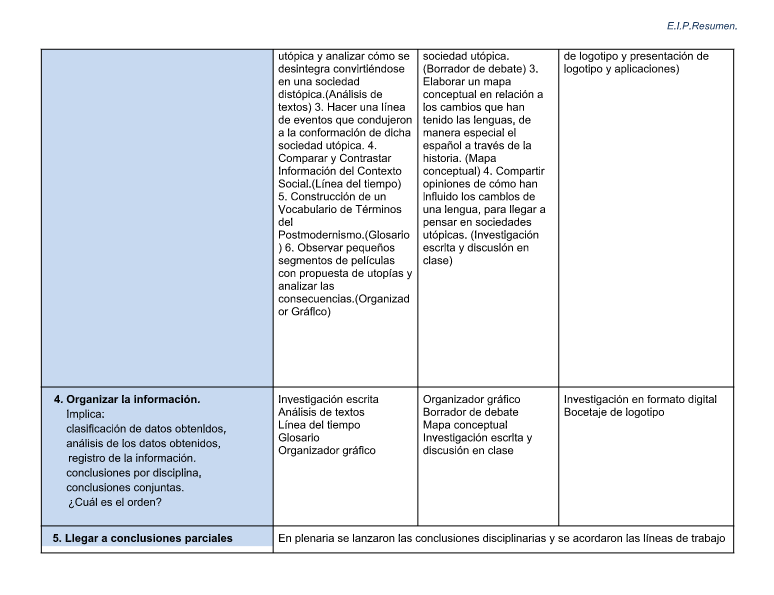 E.I.P.Resumen.
utópica y analizar cómo se
desintegra convirtiéndose
en una sociedad
distópica.(Análisis de
textos) 3. Hacer una línea
de eventos que condujeron
a la conformación de dicha
sociedad utópica. 4.
Comparar y Contrastar
Información del Contexto
Social.(Línea del tiempo)
5. Construcción de un
Vocabulario de Términos
del
Postmodernismo.(Glosario
) 6. Observar pequeños
segmentos de películas
con propuesta de utopías y
analizar las
consecuencias.(Organizad
or Gráfico)
sociedad utópica.
(Borrador de debate) 3.
Elaborar un mapa
conceptual en relación a
los cambios que han
tenido las lenguas, de
manera especial el
español a través de la
historia. (Mapa
conceptual) 4. Compartir
opiniones de cómo han
influido los cambios de
una lengua, para llegar a
pensar en sociedades
utópicas. (Investigación
escrita y discusión en
clase)
de logotipo y presentación de
logotipo y aplicaciones)
4. Organizar la información.
Implica:
clasificación de datos obtenidos,
análisis de los datos obtenidos,
registro de la información.
conclusiones por disciplina,
conclusiones conjuntas.
¿Cuál es el orden?
Investigación escrita
Análisis de textos
Línea del tiempo
Glosario
Organizador gráfico
Organizador gráfico
Borrador de debate
Mapa conceptual
Investigación escrita y
discusión en clase
Investigación en formato digital
Bocetaje de logotipo
5. Llegar a conclusiones parciales
En plenaria se lanzaron las conclusiones disciplinarias y se acordaron las líneas de trabajo